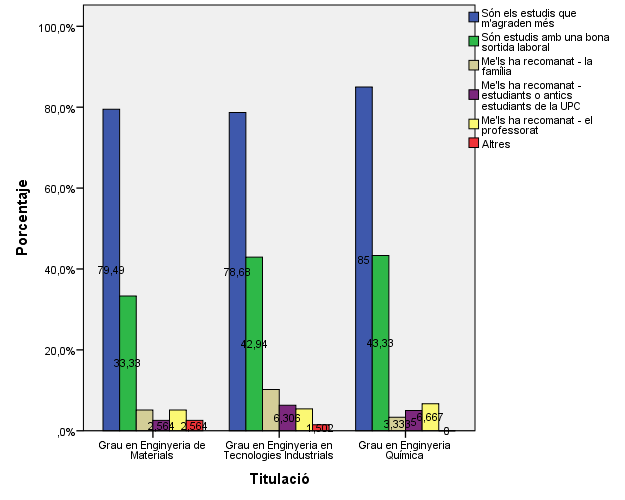 100,0%
80,0%
60,0%
40,0%
20,0%
,0%
Porcentaje
79,49
33,33
2,564
2,564
78,68
42,94
6,306
1,502
85
43,33
3,333
5
6,667
0
Grau en Enginyeria de
Materials
Grau en Enginyeria en
Tecnologies Industrials
Grau en Enginyeria
Química
Titulació
Són els estudis que
m'agraden més
Són estudis amb una bona
sortida laboral
Me'ls ha recomanat - la
família
Me'ls ha recomanat -
estudiants o antics
estudiants de la UPC
Me'ls ha recomanat - el
professorat
Altres